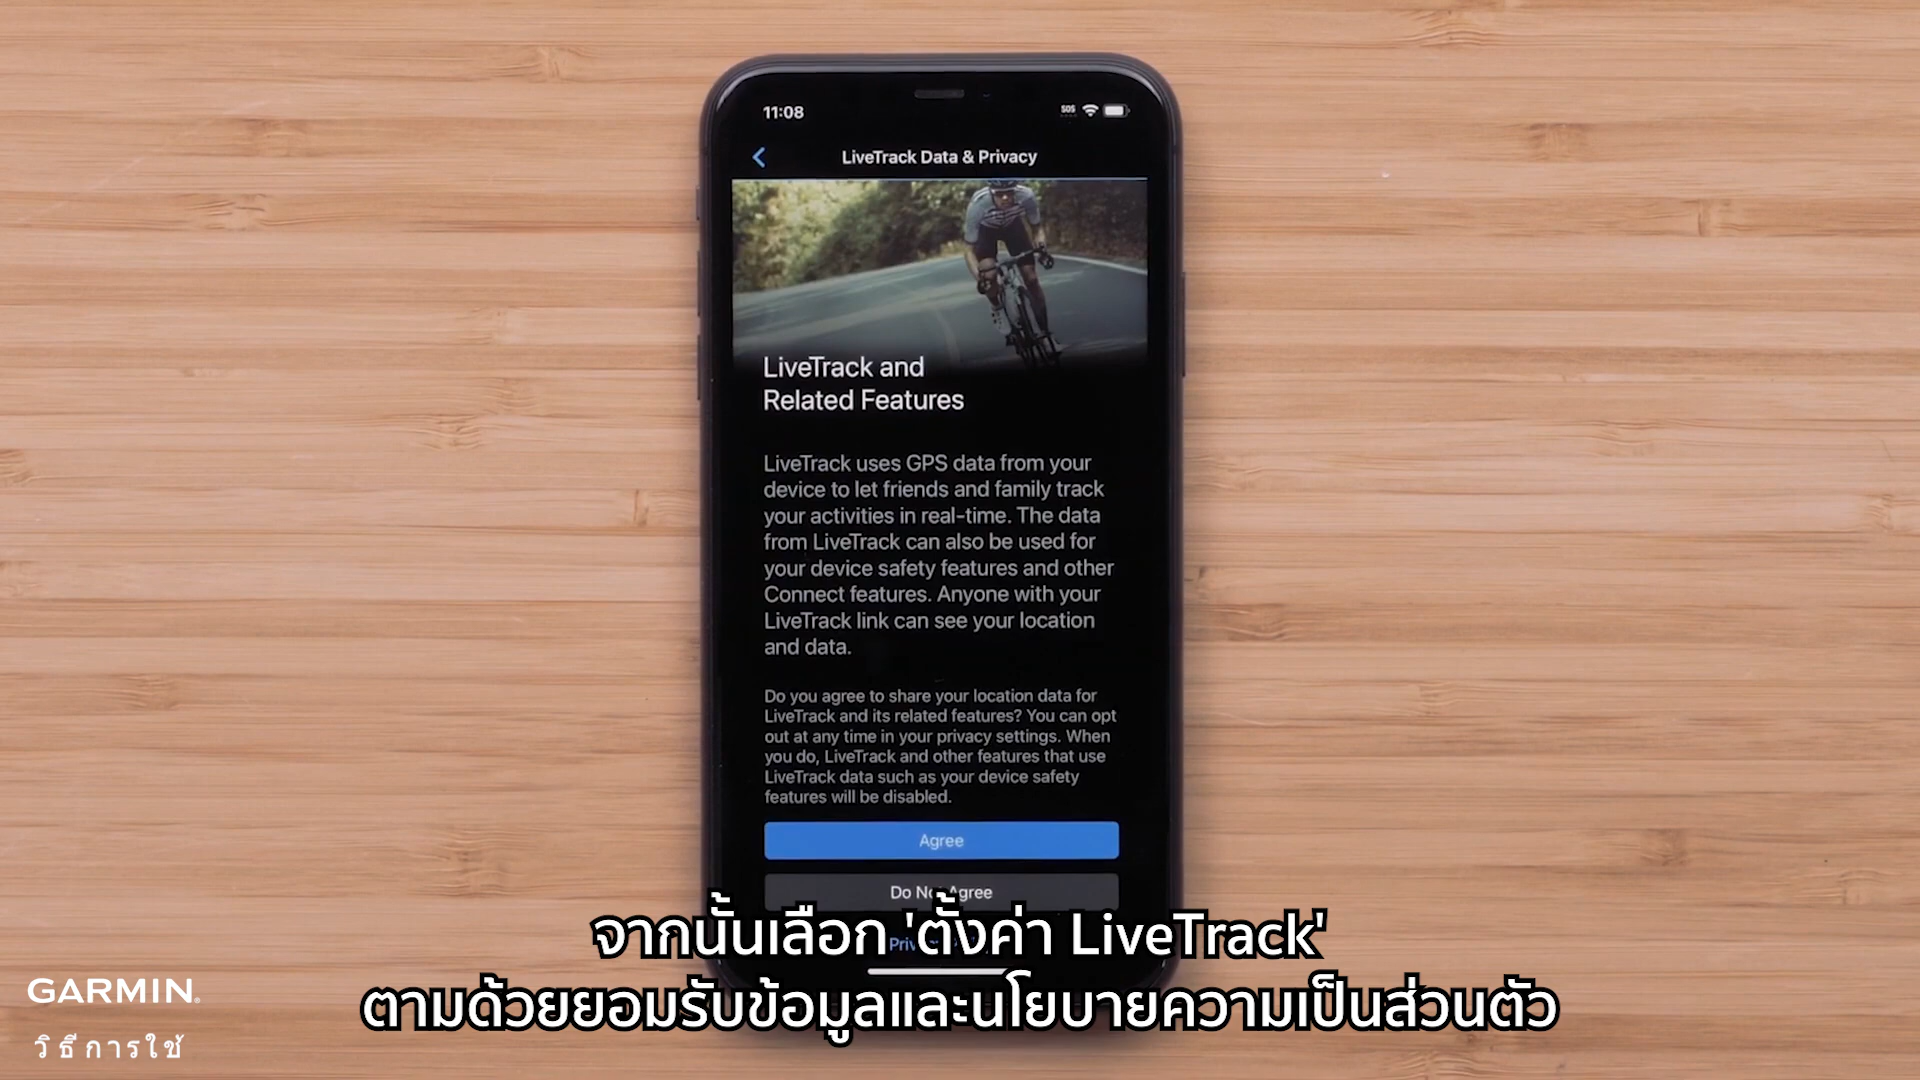 11:08
SOS
LiveTrack Data & Privacy
LiveTrack and
Related Features
LiveTrack uses GPS data from your
device to let friends and family track
your activities in real-time. The data
from LiveTrack can also be used for
your device safety features and other
Connect features. Anyone with your
LiveTrack link can see your location
and data.
Do you agree to share your location data for
LiveTrack and its related features? You can opt
out at any time in your privacy settings. When
you do, LiveTrack and other features that use
LiveTrack data such as your device safety
features will be disabled.
Agree
Do Not Agree
จากนั้นเลือก 'ตั้งค่า LiveTrack'
ตามด้วยยอมรับข้อมูลและนโยบายความเป็นส่วนตัว
GARMIN.
วิธีการใช้